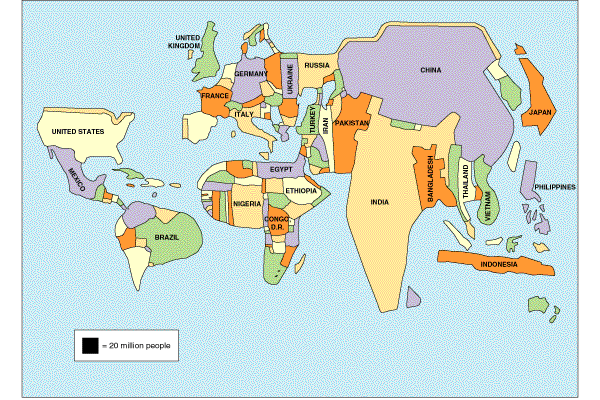 UNITED
KINGDOM
RUSSIA
GERMANY
UKRAINE
CHINA
FRANCE
ITALY
UNITED STATES
TURKEY
IRAN
PAKISTAN
JAPAN
MEXICO
EGYPT
BANGLADESH
THAILAND
PHILIPPINES
ETHIOPIA
NIGERIA
INDIA
VIETNAM
CONGO
D.R.
BRAZIL
INDONESIA
= 20 million people